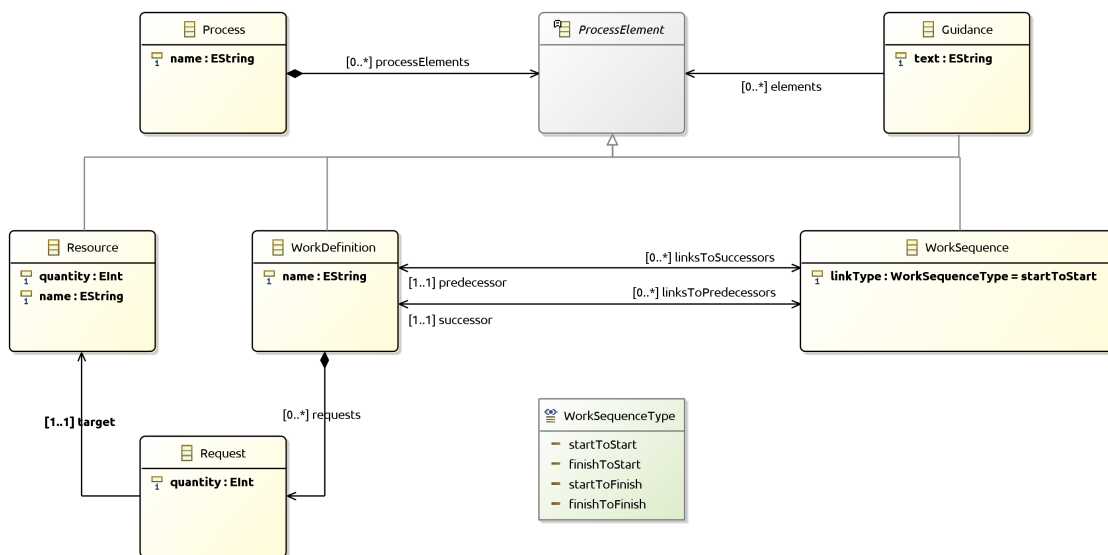 Process
name : EString
[0..*] processElements
ProcessElement
[0..*] elements
Guidance
text : EString
Resource
quantity : EInt
name : EString
WorkDefinition
name : EString
[0..*] linksToSuccessors
[1..1] predecessor
[0..*] linksToPredecessors
[1..1] successor
WorkSequence
linkType : WorkSequenceType = startToStart
[1..1] target
[0..*] requests
Request
quantity : EInt
WorkSequenceType
startToStart
finishToStart
startToFinish
finishToFinish